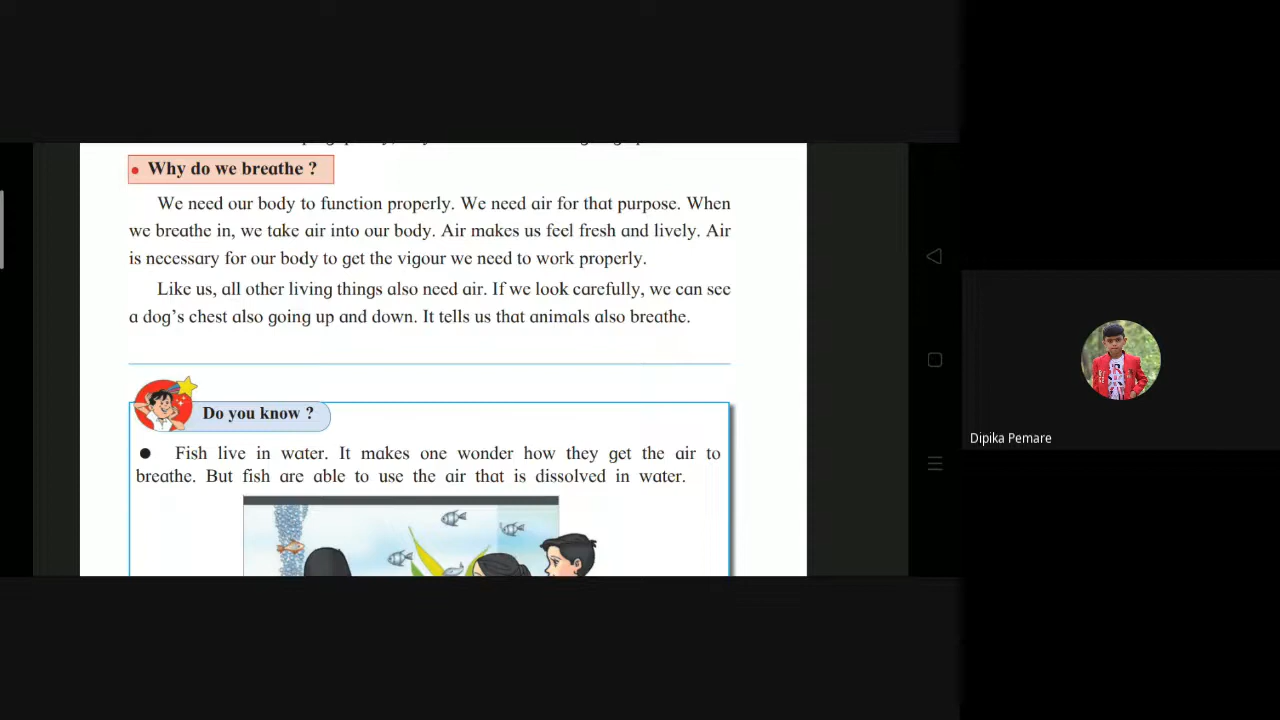 Why do we breathe ?
We need our body to function properly. We need air for that purpose. When
we breathe in, we take air into our body. Air makes us feel fresh and lively. Air
is necessary for our body to get the vigour we need to work properly.
Like us, all other living things also need air. If we look carefully, we can see
a dog's chest also going up and down. It tells us that animals also breathe.
Do you know ?
● Fish live in water. It makes one wonder how they get the air to
breathe. But fish are able to use the air that is dissolved in water.
Dipika Pemare